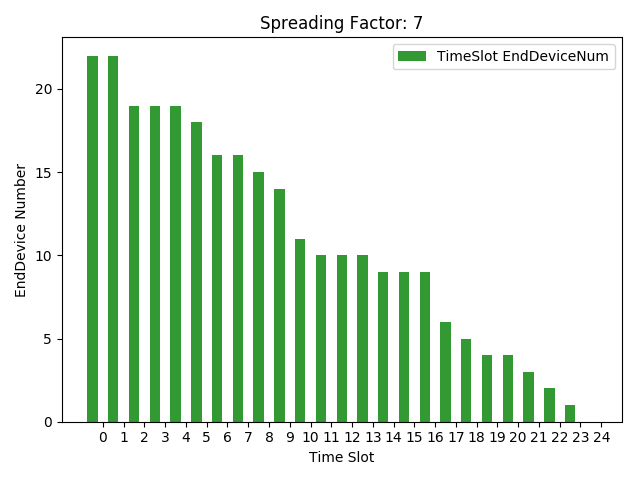 Spreading Factor: 7
TimeSlot EndDeviceNum
EndDevice Number
20
15
10
5
0
0 1 2 3 4 5 6 7 8 9 10 11 12 13 14 15 16 17 18 19 20 21 22 23 24
Time Slot